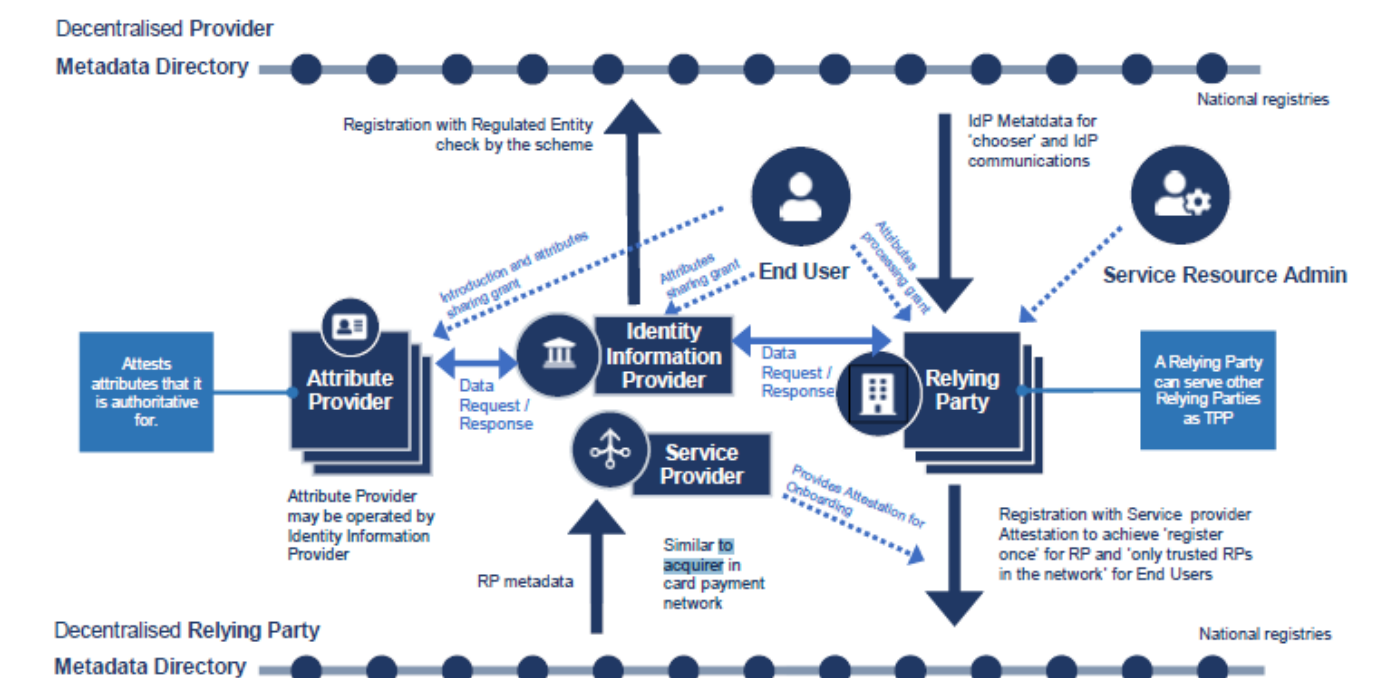 Decentralised Provider
Metadata Directory
National registries
Registration with Regulated Entity
check by the scheme
IdP Metatdata for
'chooser' and IdP
communications
Introduction and attributes
sharing grant
Attributes
sharing grant
End User
Attributes
processing grant
Service Resource Admin
Attests
attributes that it
is authoritative
for.
Attribute
Provider
Data
Request /
Response
Identity
Information
Provider
Data
Request /
Response
Relying
Party
A Relying Party
can serve other
Relying Parties
as TPP
Service
Provider
Provides Attestation for
Onboarding
Attribute Provider
may be operated by
Identity Information
Provider
RP metadata
Similar to
acquirer in
card payment
network
Registration with Service provider
Attestation to achieve 'register
once' for RP and 'only trusted RPs
in the network' for End Users
Decentralised Relying Party
Metadata Directory
National registries